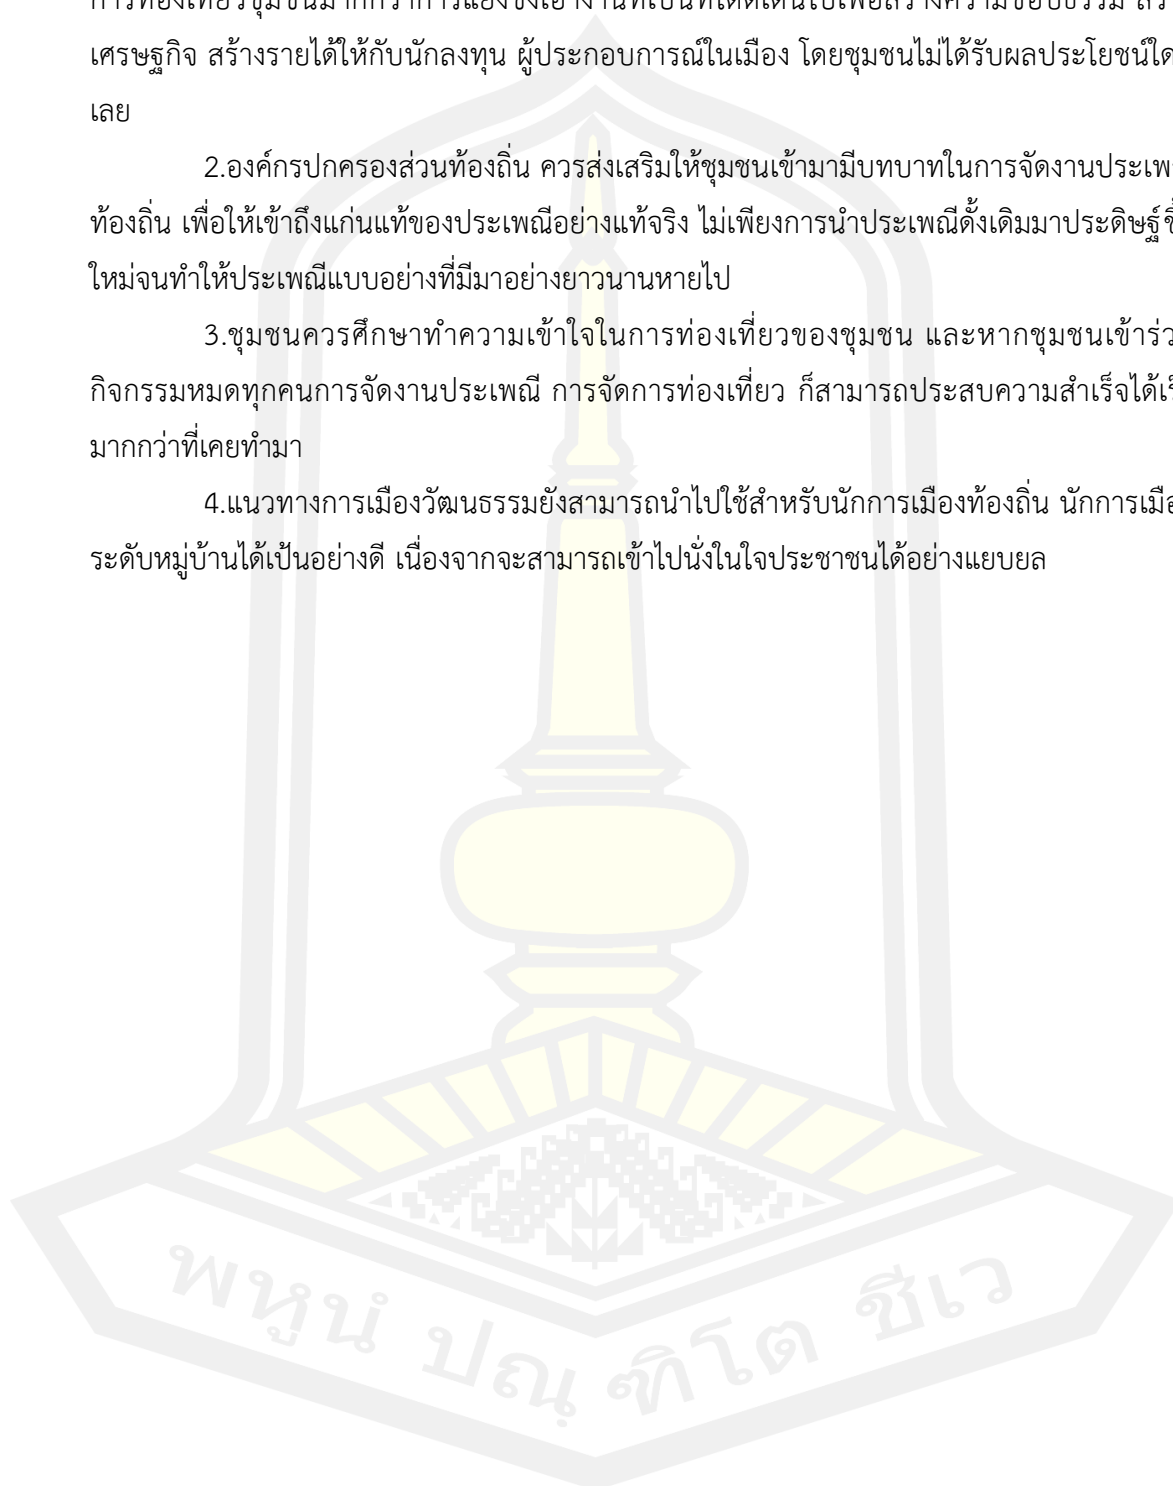 เศรษฐกิจ สร้างรายได้ให้กับนักลงทุน ผู้ประกอบการณ์ในเมือง โดยชุมชนไม่ได้รับผลประโยชน์ใด
เลย
2.องค์กรปกครองส่วนท้องถิ่น ควรส่งเสริมให้ชุมชนเข้ามามีบทบาทในการจัดงานประเพ
ท้องถิ่น เพื่อให้เข้าถึงแก่นแท้ของประเพณีอย่างแท้จริง ไม่เพียงการนำประเพณีดั้งเดิมมาประดิษฐ์
ใหม่จนทำให้ประเพณีแบบอย่างที่มีมาอย่างยาวนานหายไป
3.ชุมชนควรศึกษาทำความเข้าใจในการท่องเที่ยวของชุมชน และหากชุมชนเข้าร่ว
กิจกรรมหมดทุกคนการจัดงานประเพณี การจัดการท่องเที่ยว ก็สามารถประสบความสำเร็จได้
มากกว่าที่เคยทำมา
4.แนวทางการเมืองวัฒนธรรมยังสามารถนำไปใช้สำหรับนักการเมืองท้องถิ่น นักการเมือ
ระดับหมู่บ้านได้เป้นอย่างดี เนื่องจากจะสามารถเข้าไปนั่งในใจประชาชนได้อย่างแยบยล
พหูนํ ปณฺ ฑิโต ชีเว